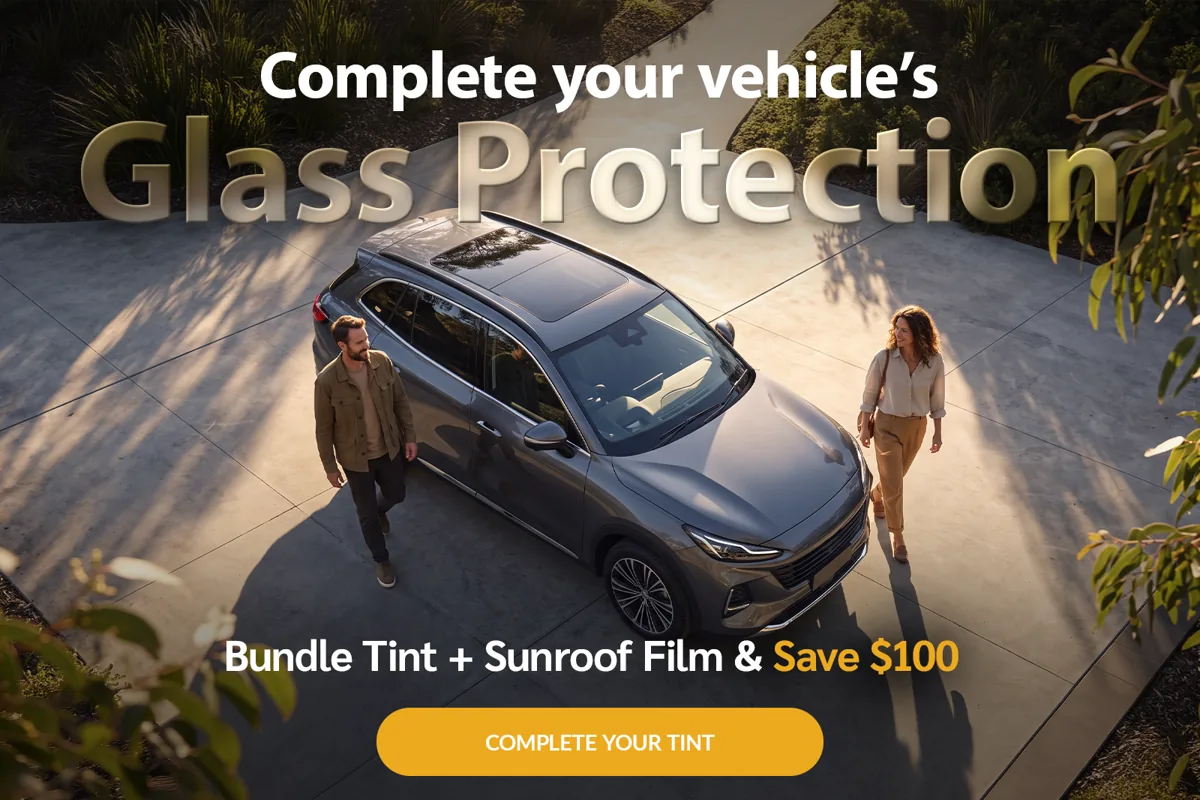 Complete your vehicle’s
Glass Protection
Bundle Tint + Sunroof Film & Save $100
COMPLETE YOUR TINT